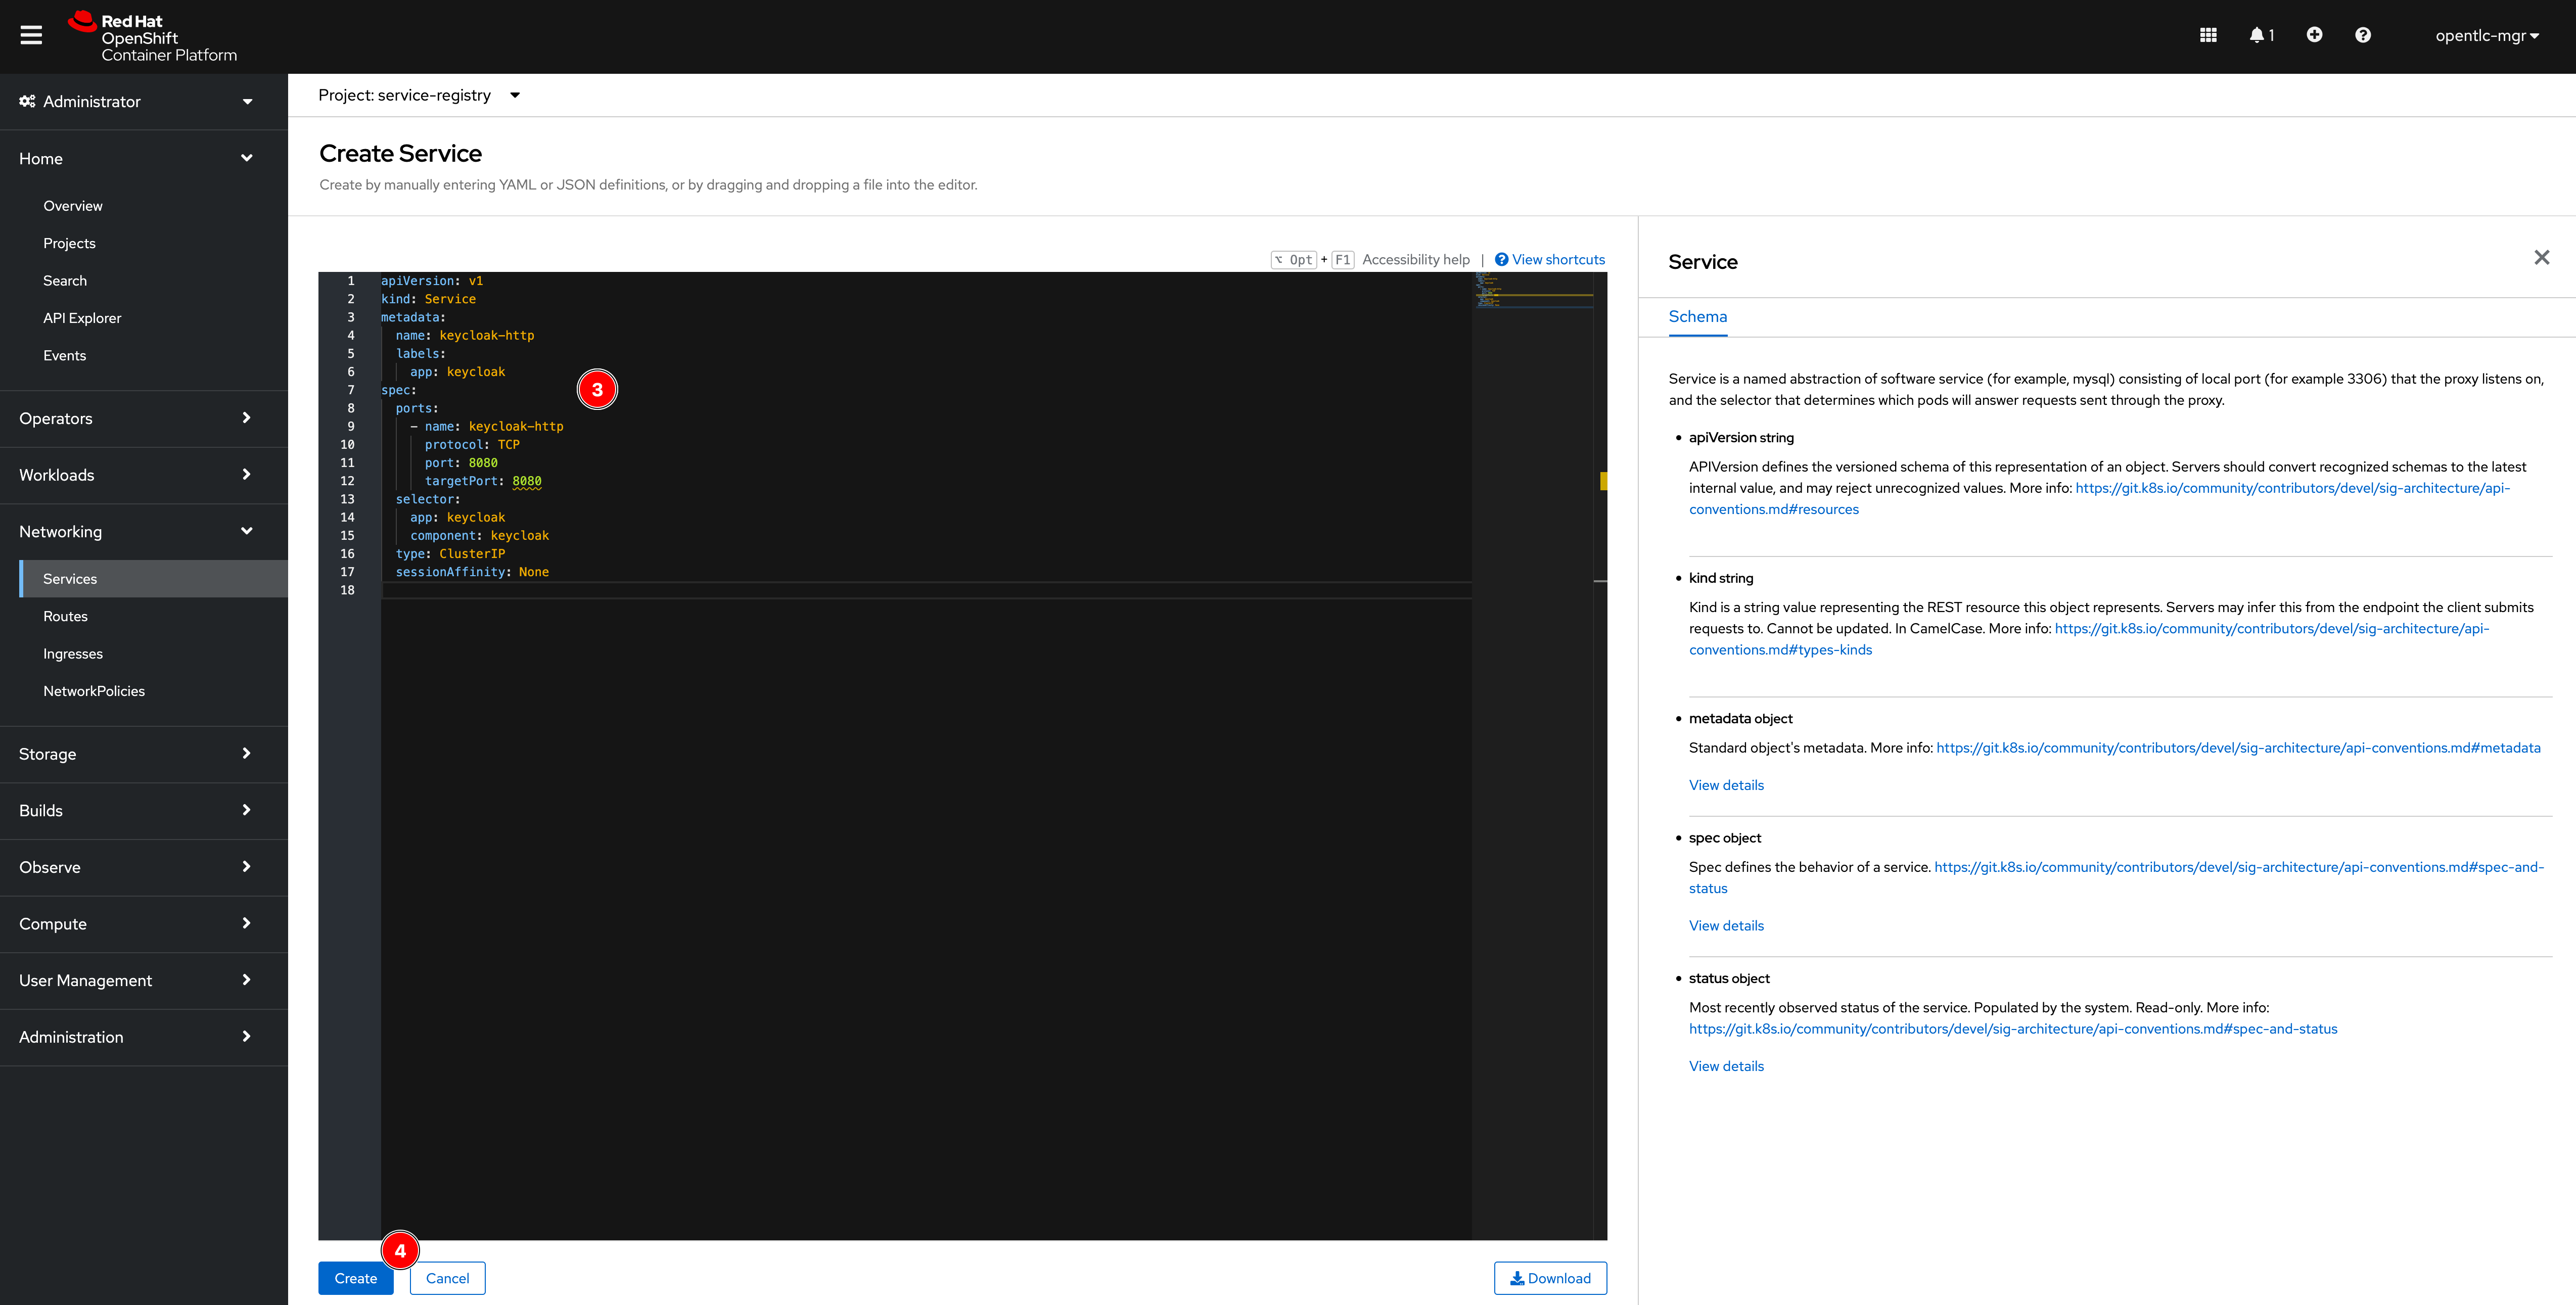 Red Hat
OpenShift
Container Platform
1
opentlc-mgr
Administrator
Home
Overview
Projects
Search
API Explorer
Events
Operators
Workloads
Networking
Services
Routes
Ingresses
NetworkPolicies
Storage
Builds
Observe
Compute
User Management
Administration
Project: service-registry
Create Service
Create by manually entering YAML or JSON definitions, or by dragging and dropping a file into the editor.
⌥ Opt + F1 Accessibility help | View shortcuts
1 apiVersion: v1
2 kind: Service
3 metadata:
4 name: keycloak-http
5 labels:
6 app: keycloak
7 spec:
8 ports:
9 - name: keycloak-http
10 protocol: TCP
11 port: 8080
12 targetPort: 8080
13 selector:
14 app: keycloak
15 component: keycloak
16 type: ClusterIP
17 sessionAffinity: None
18
3
4
Create
Cancel
Download
Service
Schema
Service is a named abstraction of software service (for example, mysql) consisting of local port (for example 3306) that the proxy listens on,
and the selector that determines which pods will answer requests sent through the proxy.
• apiVersion string
APIVersion defines the versioned schema of this representation of an object. Servers should convert recognized schemas to the latest
internal value, and may reject unrecognized values. More info: https://git.k8s.io/community/contributors/devel/sig-architecture/api-
conventions.md#resources
• kind string
Kind is a string value representing the REST resource this object represents. Servers may infer this from the endpoint the client submits
requests to. Cannot be updated. In CamelCase. More info: https://git.k8s.io/community/contributors/devel/sig-architecture/api-
conventions.md#types-kinds
• metadata object
Standard object's metadata. More info: https://git.k8s.io/community/contributors/devel/sig-architecture/api-conventions.md#metadata
View details
• spec object
Spec defines the behavior of a service. https://git.k8s.io/community/contributors/devel/sig-architecture/api-conventions.md#spec-and-
status
View details
• status object
Most recently observed status of the service. Populated by the system. Read-only. More info:
https://git.k8s.io/community/contributors/devel/sig-architecture/api-conventions.md#spec-and-status
View details